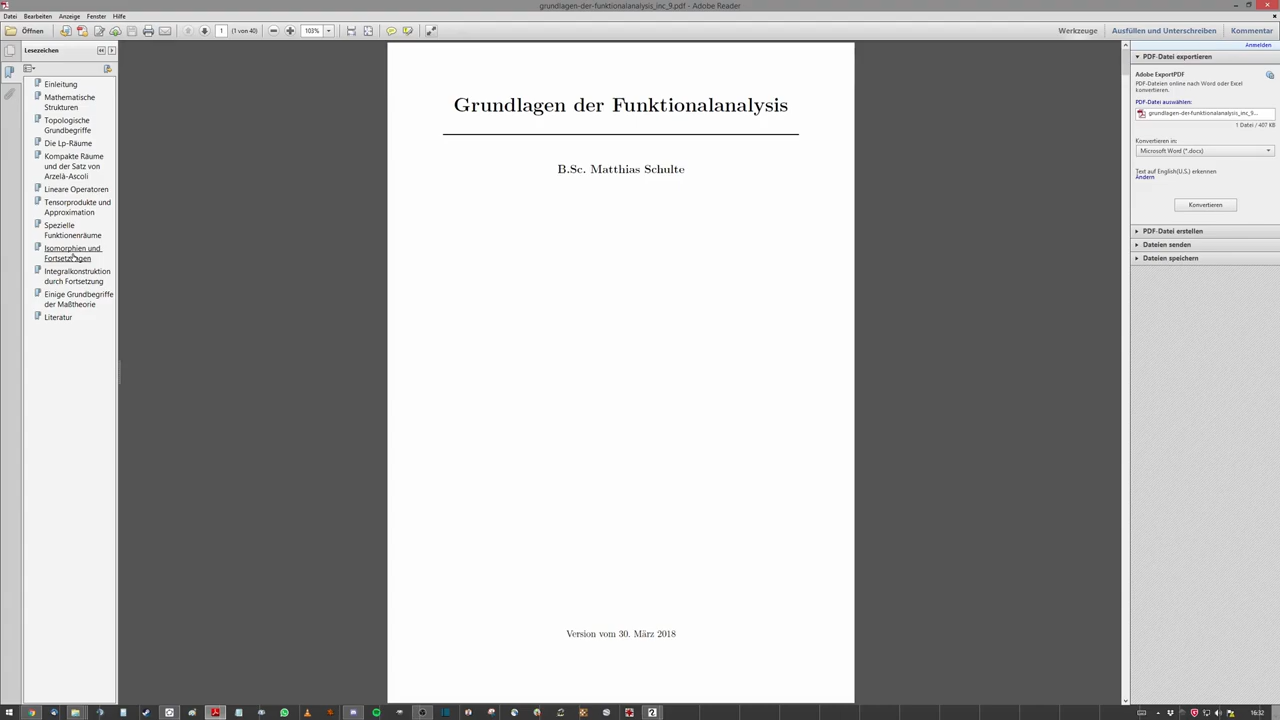 grundlagen-der-funktionalanalysis_inc_9.pdf - Adobe Reader
Datei Bearbeiten Anzeige Fenster Hilfe
Öffnen 1 (1 von 40) 103% Werkzeuge Ausfüllen und Unterschreiben Kommentar
Lesezeichen
Einleitung
Mathematische
Strukturen
Topologische
Grundbegriffe
Die Lp-Räume
Kompakte Räume
und der Satz von
Arzelà-Ascoli
Lineare Operatoren
Tensorprodukte und
Approximation
Spezielle
Funktionenräume
Isomorphien und
Fortsetzungen
Integralkonstruktion
durch Fortsetzung
Einige Grundbegriffe
der Maßtheorie
Literatur
Grundlagen der Funktionalanalysis
B.Sc. Matthias Schulte
Version vom 30. März 2018
Anmelden
PDF-Datei exportieren
Adobe ExportPDF
PDF-Dateien online nach Word oder Excel
konvertieren.
PDF-Datei auswählen:
grundlagen-der-funktionalanalysis_inc_9...
1 Datei / 407 KB
Konvertieren in:
Microsoft Word (*.docx)
Text auf English(U.S.) erkennen
Ändern
Konvertieren
PDF-Datei erstellen
Dateien senden
Dateien speichern
16:32